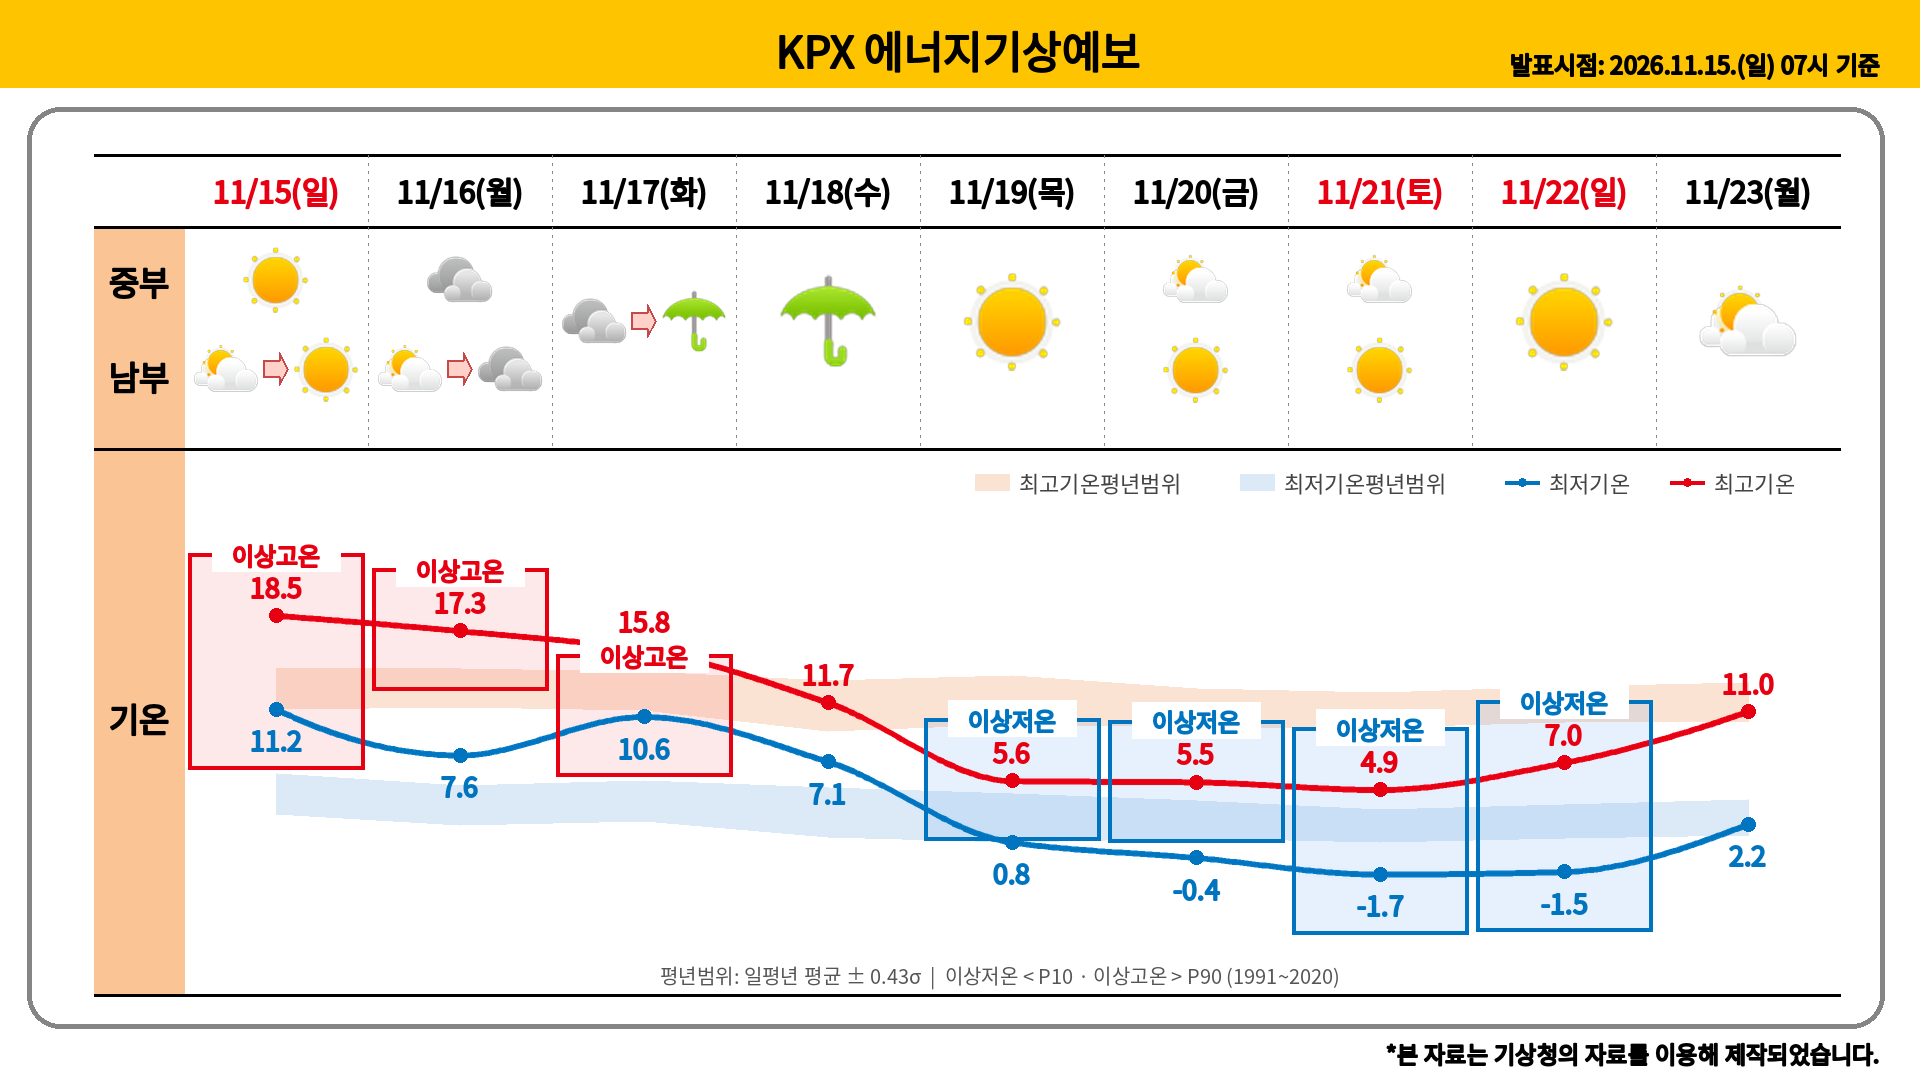 KPX 에너지기상예보
발표시점: 2026.11.15.(일) 07시 기준
11/15(일) 11/16(월) 11/17(화) 11/18(수) 11/19(목) 11/20(금) 11/21(토) 11/22(일) 11/23(월)
중부
남부
최고기온평년범위 최저기온평년범위 최저기온 최고기온
기온
이상고온 이상고온 이상고온 이상저온 이상저온 이상저온 이상저온
18.5 17.3 15.8 11.7 5.6 5.5 4.9 7.0 11.0
11.2 7.6 10.6 7.1 0.8 -0.4 -1.7 -1.5 2.2
평년범위: 일평년 평균 ± 0.43σ | 이상저온 < P10 · 이상고온 > P90 (1991~2020)
*본 자료는 기상청의 자료를 이용해 제작되었습니다.